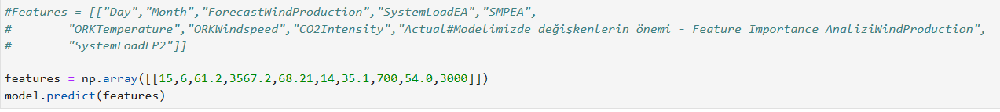 #Features = [["Day","Month","ForecastWindProduction","SystemLoadEA","SMPEA",
#        "ORKTemperature","ORKWindspeed","CO2Intensity","Actual#Modelimizde değişkenlerin önemi - Feature Importance AnaliziWindProduction",
#        "SystemLoadEP2"]]
features = np.array([[15,6,61.2,3567.2,68.21,14,35.1,700,54.0,3000]])
model.predict(features)